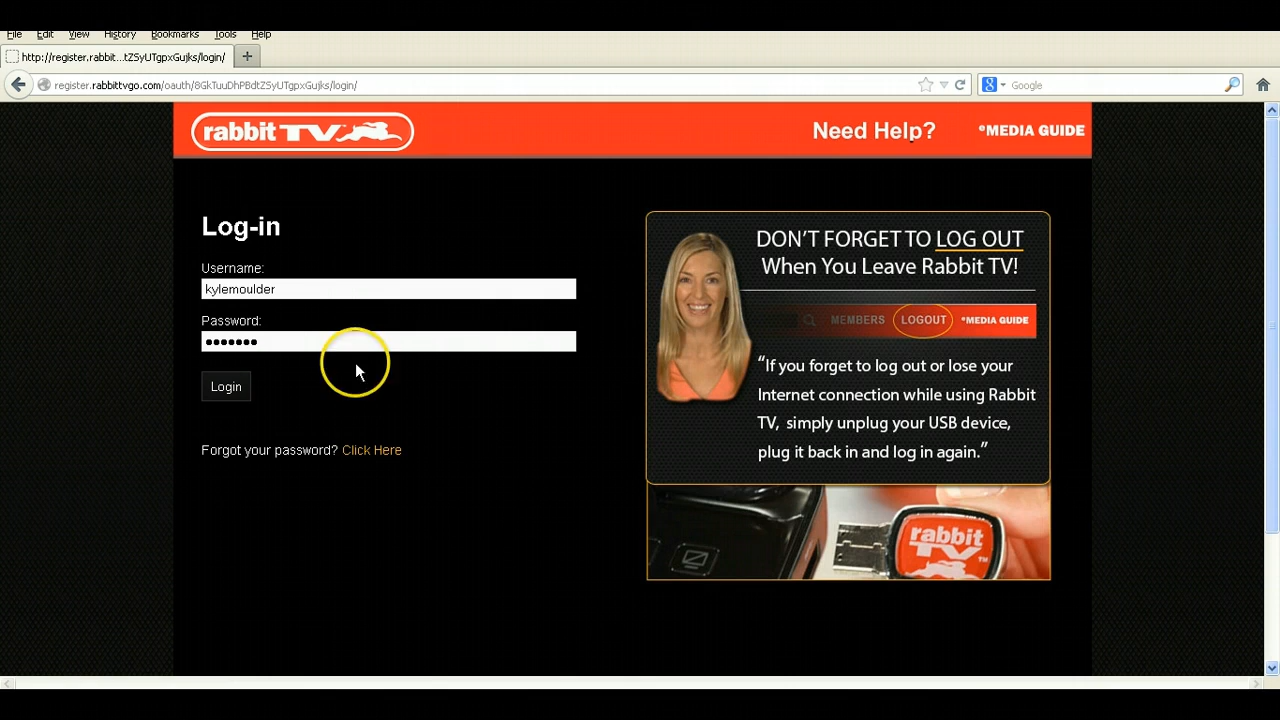 File Edit View History Bookmarks Tools Help
http://register.rabbit...tZSyUTgpxGujks/login/
register.rabbittvgo.com/oauth/8GkTuuDhPBdtZSyUTgpxGujks/login/
Google
rabbit TV
Need Help?
*MEDIA GUIDE
Log-in
Username:
kylemoulder
Password:
Login
Forgot your password? Click Here
DON'T FORGET TO LOG OUT
When You Leave Rabbit TV!
MEMBERS LOGOUT *MEDIA GUIDE
“If you forget to log out or lose your
Internet connection while using Rabbit
TV, simply unplug your USB device,
plug it back in and log in again.”
rabbit
TV™